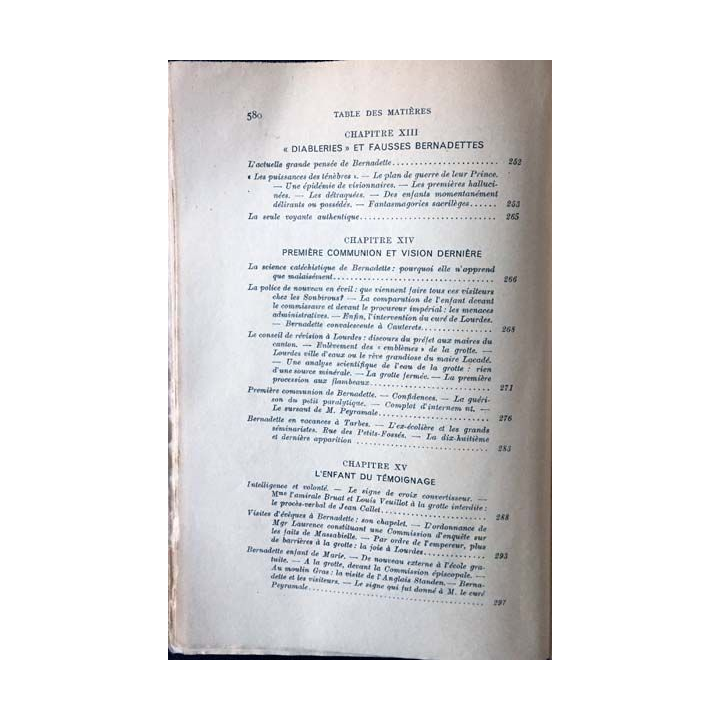 580 TABLE DES MATIÈRES
CHAPITRE XIII
« DIABLERIES » ET FAUSSES BERNADETTES
L'actuelle grande pensée de Bernadette 252
« Les puissances des ténèbres ». — Le plan de guerre de leur Prince.
— Une épidémie de visionnaires. — Les premières halluci-
nées. — Les détraquées. — Des enfants momentanément
délirants ou possédés. — Fantasmagories sacrilèges 253
La seule voyante authentique 265
CHAPITRE XIV
PREMIÈRE COMMUNION ET VISION DERNIÈRE
La science catéchistique de Bernadette : pourquoi elle n'apprend
que malaisément 266
La police de nouveau en éveil : que viennent faire tous ces visiteurs
chez les Soubirous? — La comparution de l'enfant devant
le commissaire et devant le procureur impérial : les menaces
administratives. — Enfin, l'intervention du curé de Lourdes.
— Bernadette convalescente à Cauterets 268
Le conseil de révision à Lourdes : discours du préfet aux maires du
canton. — Enlèvement des « emblèmes » de la grotte. —
Lourdes ville d'eaux ou le rêve grandiose du maire Lacadé.
— Une analyse scientifique de l'eau de la grotte : rien
d'une source minérale. — La grotte fermée. — La première
procession aux flambeaux 271
Première communion de Bernadette. — Confidences. — La guéri-
son du petit paralytique. — Complot d'internem nt. —
Le sursaut de M. Peyramale 276
Bernadette en vacances à Tarbes. — L'ex-écolière et les grands
séminaristes. Rue des Petits-Fossés. — La dix-huitième
et dernière apparition 283
CHAPITRE XV
L'ENFANT DU TÉMOIGNAGE
Intelligence et volonté. — Le signe de croix convertisseur. —
Mme l'amirale Bruat et Louis Veuillot à la grotte interdite :
le procès-verbal de Jean Callet 288
Visites d'évêques à Bernadette : son chapelet. — L'ordonnance de
Mgr Laurence constituant une Commission d'enquête sur
les faits de Massabielle. — Par ordre de l'empereur, plus
de barrières à la grotte : la joie à Lourdes 293
Bernadette enfant de Marie. — De nouveau externe à l'école gra-
tuite. — A la grotte, devant la Commission épiscopale. —
Au moulin Gras : la visite de l'Anglais Standen. — Berna-
dette et les visiteurs. — Le signe qui fut donné à M. le curé
Peyramale 297